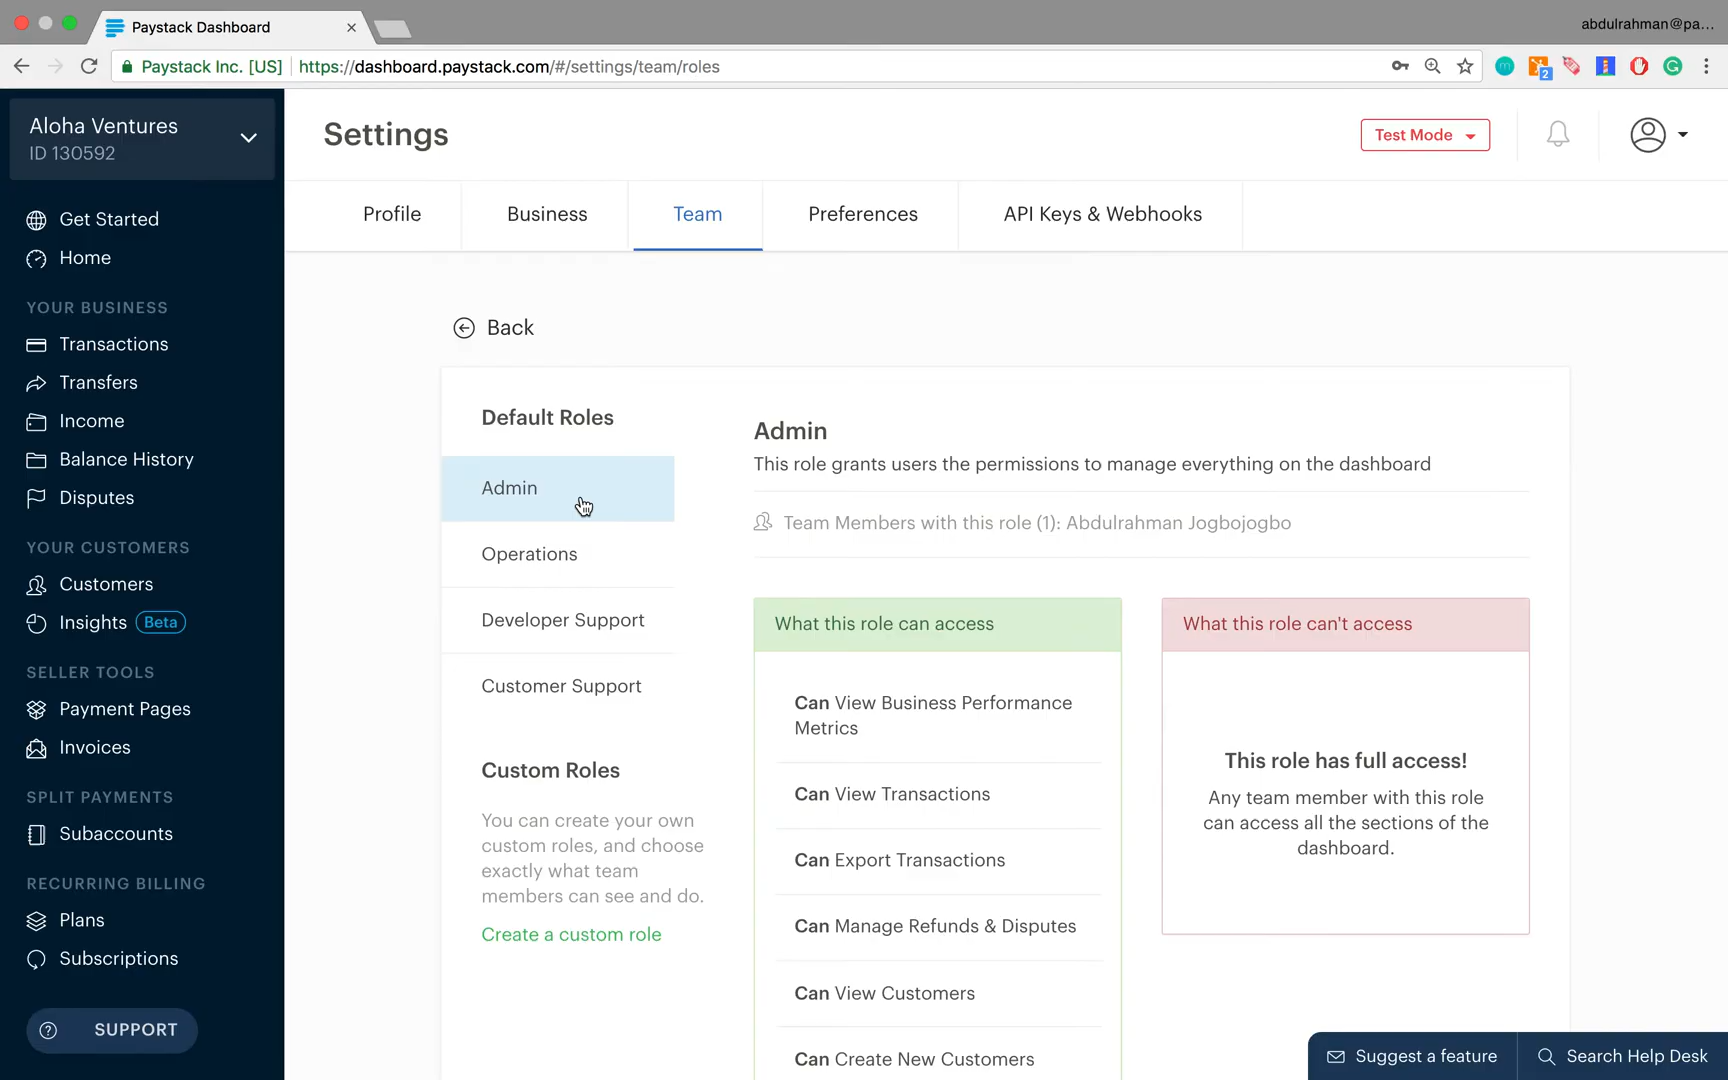 Paystack Dashboard
abdulrahman@pa...
Paystack Inc. [US]
https://dashboard.paystack.com/#/settings/team/roles
2
Aloha Ventures
ID 130592
Settings
Test Mode
Get Started
Home
YOUR BUSINESS
Transactions
Transfers
Income
Balance History
Disputes
YOUR CUSTOMERS
Customers
Insights Beta
SELLER TOOLS
Payment Pages
Invoices
SPLIT PAYMENTS
Subaccounts
RECURRING BILLING
Plans
Subscriptions
SUPPORT
Profile
Business
Team
Preferences
API Keys & Webhooks
Back
Default Roles
Admin
Operations
Developer Support
Customer Support
Custom Roles
You can create your own
custom roles, and choose
exactly what team
members can see and do.
Create a custom role
Admin
This role grants users the permissions to manage everything on the dashboard
Team Members with this role (1): Abdulrahman Jogbojogbo
What this role can access
Can View Business Performance
Metrics
Can View Transactions
Can Export Transactions
Can Manage Refunds & Disputes
Can View Customers
Can Create New Customers
What this role can't access
This role has full access!
Any team member with this role
can access all the sections of the
dashboard.
Suggest a feature
Search Help Desk